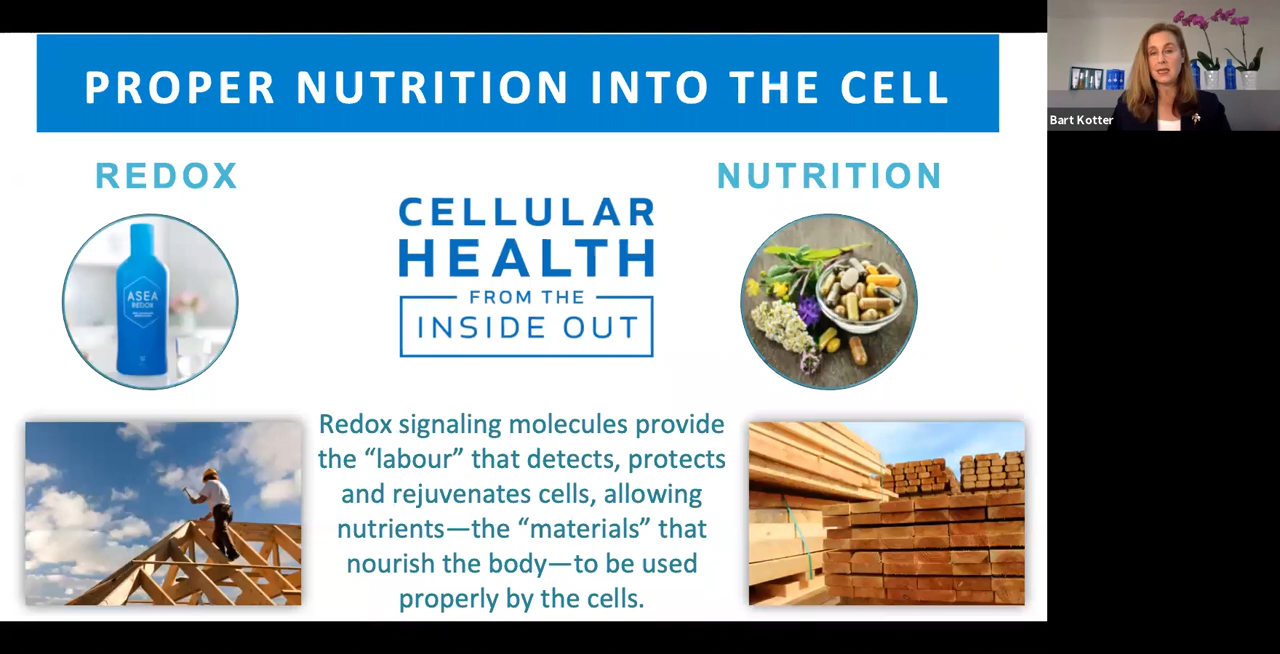 PROPER NUTRITION INTO THE CELL
REDOX
NUTRITION
CELLULAR
HEALTH
FROM THE
INSIDE OUT
ASEA
REDOX
Redox signaling molecules provide
the “labour” that detects, protects
and rejuvenates cells, allowing
nutrients—the “materials” that
nourish the body—to be used
properly by the cells.
Bart Kotter